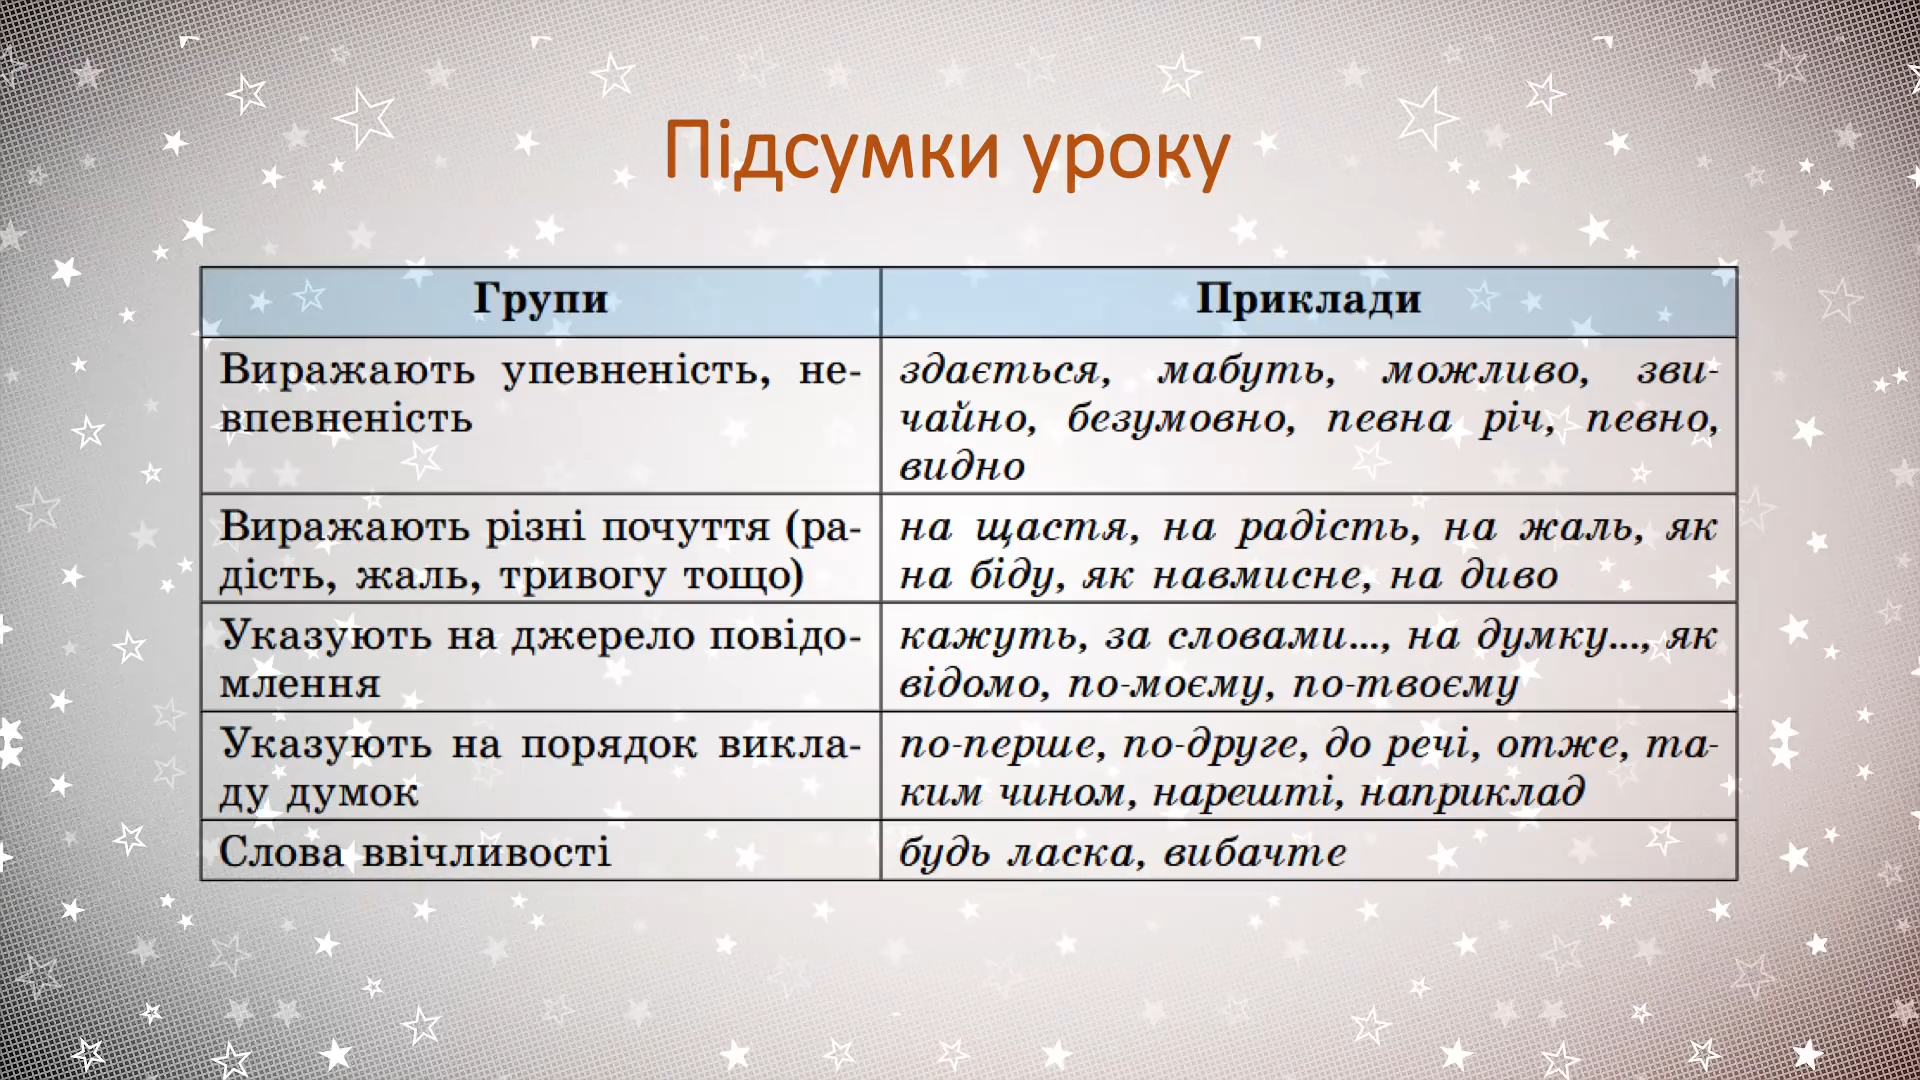 Підсумки уроку
Групи
Приклади
Виражають упевненість, не-
впевненість
здається, мабуть, можливо, зви-
чайно, безумовно, певна річ, певно,
видно
Виражають різні почуття (ра-
дість, жаль, тривогу тощо)
на щастя, на радість, на жаль, як
на біду, як навмисне, на диво
Указують на джерело повідо-
млення
кажуть, за словами..., на думку..., як
відомо, по-моєму, по-твоєму
Указують на порядок викла-
ду думок
по-перше, по-друге, до речі, отже, та-
ким чином, нарешті, наприклад
Слова ввічливості
будь ласка, вибачте